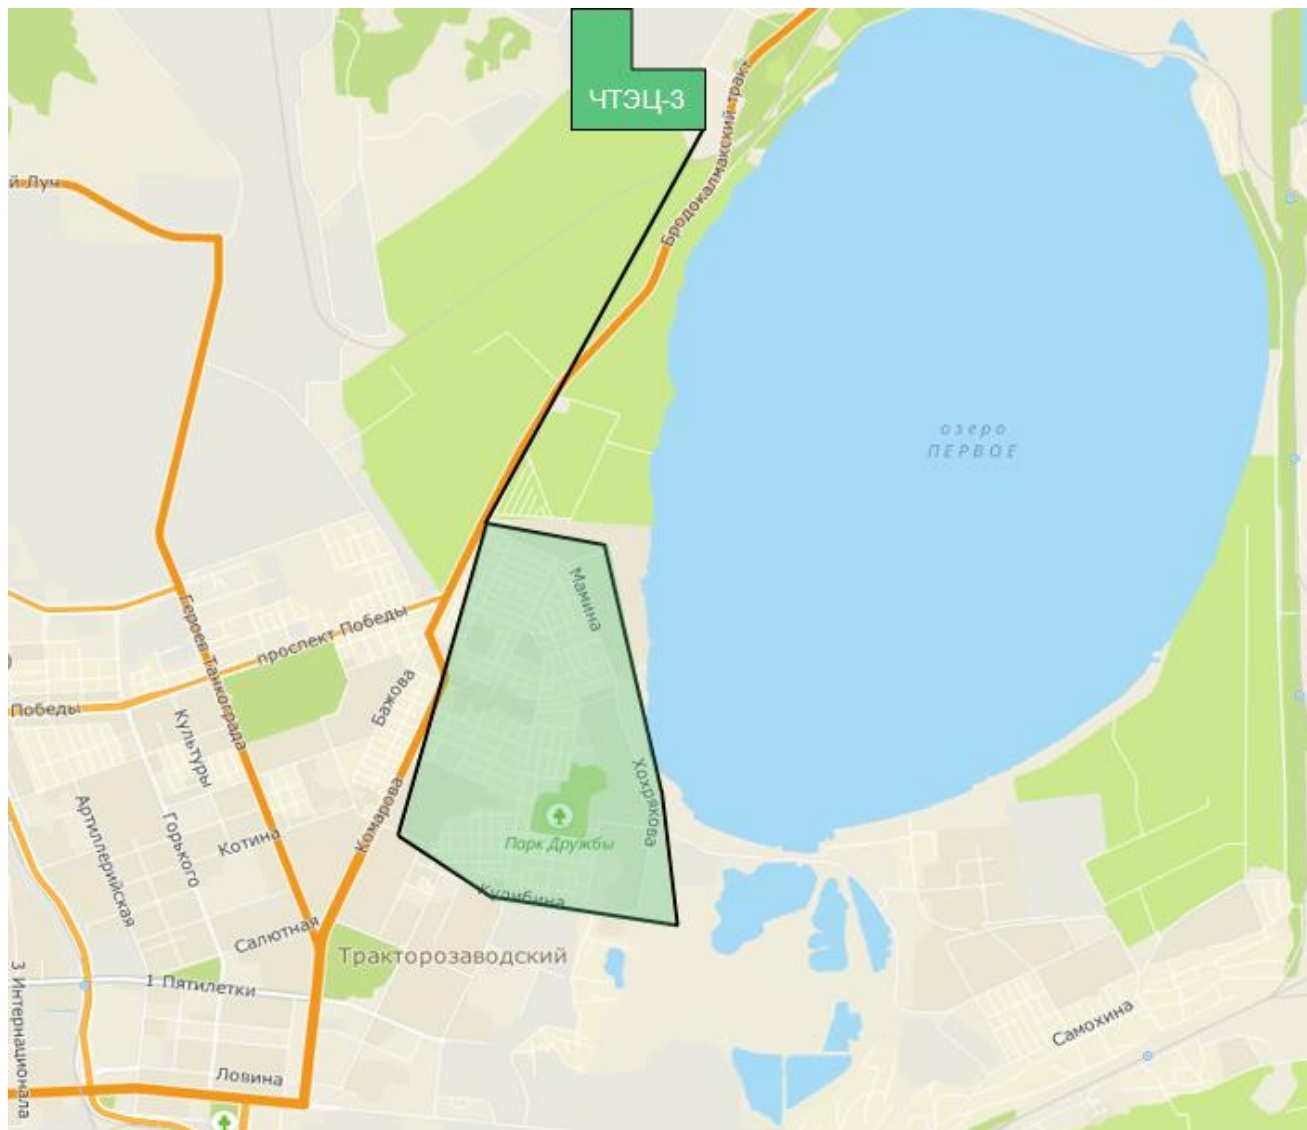 ЧТЭЦ-3
Бродокалмакский тракт
й Луч
озеро
ПЕРВОЕ
Мамина
Героев Танкограда
проспект Победы
Бажова
Победы
Культуры
Хохрякова
Артиллерийская
Горького
Котина
Комарова
Парк Дружбы
Кулибина
Салютная
Тракторозаводский
3 Интернационала
1 Пятилетки
Самохина
Ловина